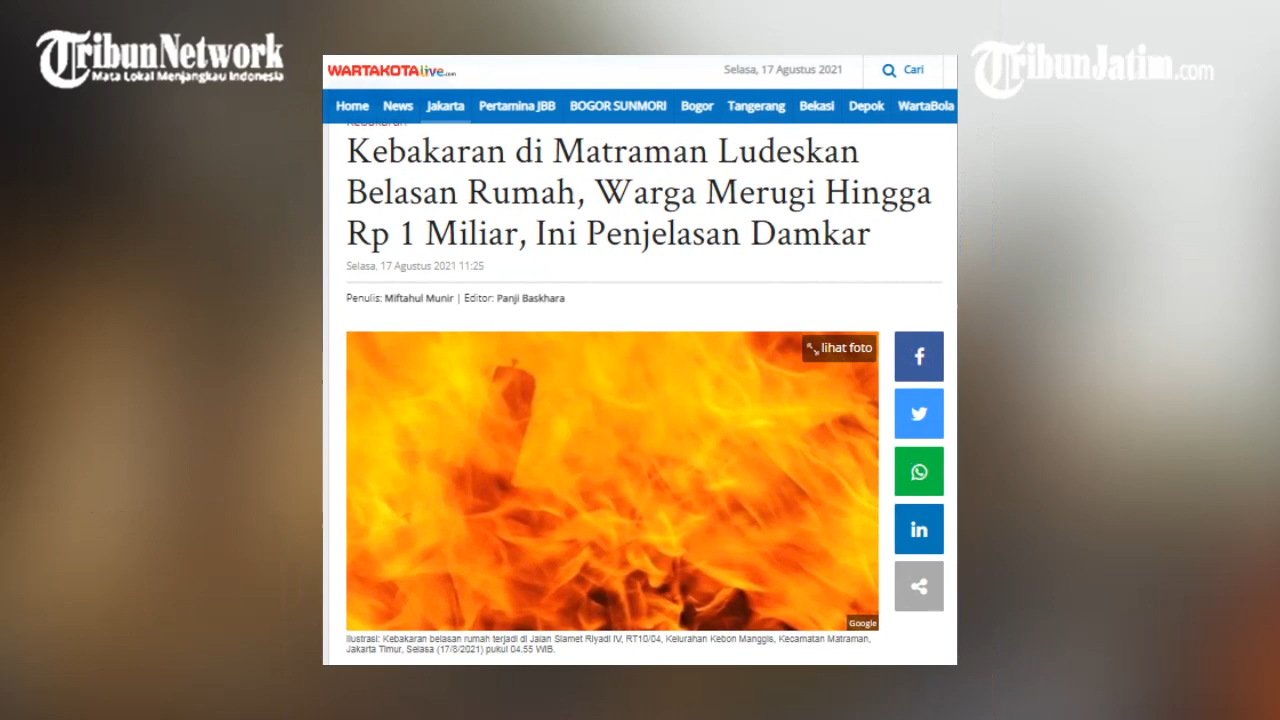 TribunNetwork
Mata Lokal Menjangkau Indonesia
TribunJatim.com
WARTAKOTAlive.com
Selasa, 17 Agustus 2021
Cari
Home News Jakarta Pertamina JBB BOGOR SUNMORI Bogor Tangerang Bekasi Depok WartaBola
Kebakaran di Matraman Ludeskan
Belasan Rumah, Warga Merugi Hingga
Rp 1 Miliar, Ini Penjelasan Damkar
Selasa, 17 Agustus 2021 11:25
Penulis: Miftahul Munir | Editor: Panji Baskhara
lihat foto
Google
Ilustrasi: Kebakaran belasan rumah terjadi di Jalan Slamet Riyadi IV, RT10/04, Kelurahan Kebon Manggis, Kecamatan Matraman,
Jakarta Timur, Selasa (17/8/2021) pukul 04.55 WIB.